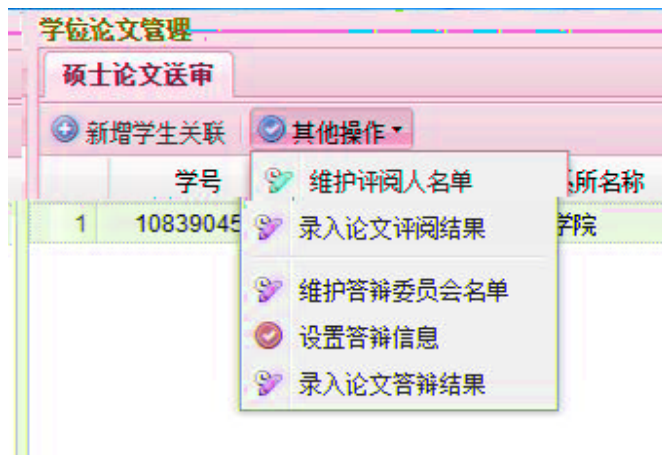 学位论文管理
硕士论文送审
新增学生关联 其他操作
学号 所名称
维护评阅人名单
1 10839045 学院
录入论文评阅结果
维护答辩委员会名单
设置答辩信息
录入论文答辩结果